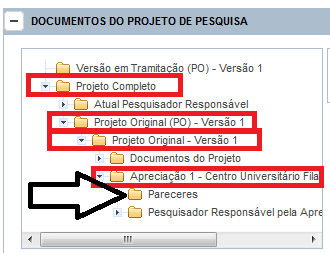 DOCUMENTOS DO PROJETO DE PESQUISA
Versão em Tramitação (PO) - Versão 1
Projeto Completo
Atual Pesquisador Responsável
Projeto Original (PO) - Versão 1
Projeto Original - Versão 1
Documentos do Projeto
Apreciação 1 - Centro Universitário Fila
Pareceres
Pesquisador Responsável pela Apre